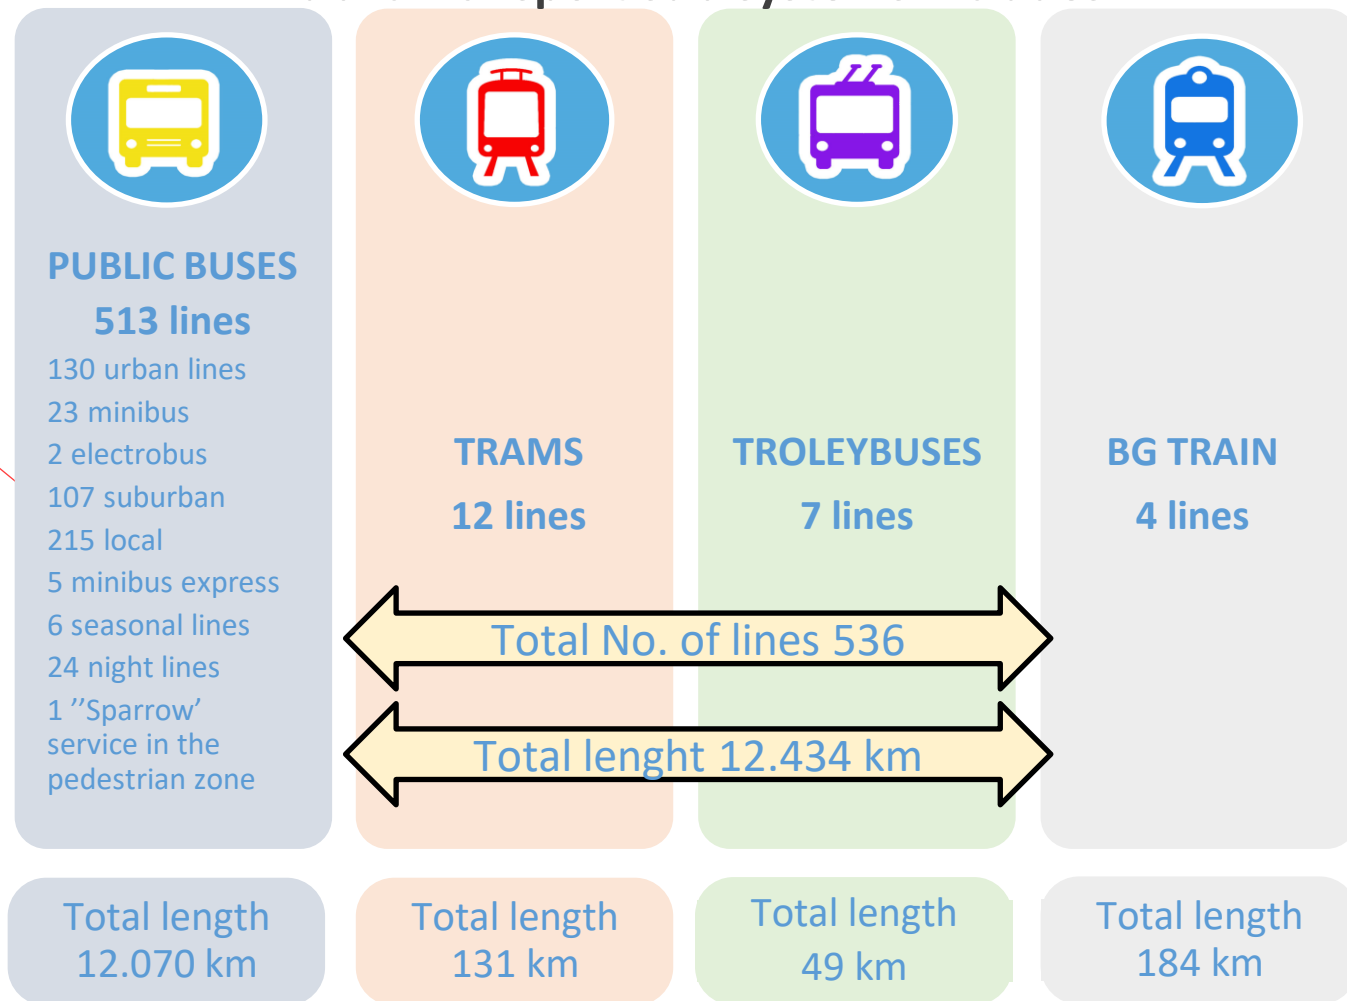 PUBLIC BUSES
513 lines
130 urban lines
23 minibus
2 electrobus
107 suburban
215 local
5 minibus express
6 seasonal lines
24 night lines
1 ’’Sparrow’
service in the
pedestrian zone
TRAMS
12 lines
TROLEYBUSES
7 lines
BG TRAIN
4 lines
Total No. of lines 536
Total lenght 12.434 km
Total length
12.070 km
Total length
131 km
Total length
49 km
Total length
184 km